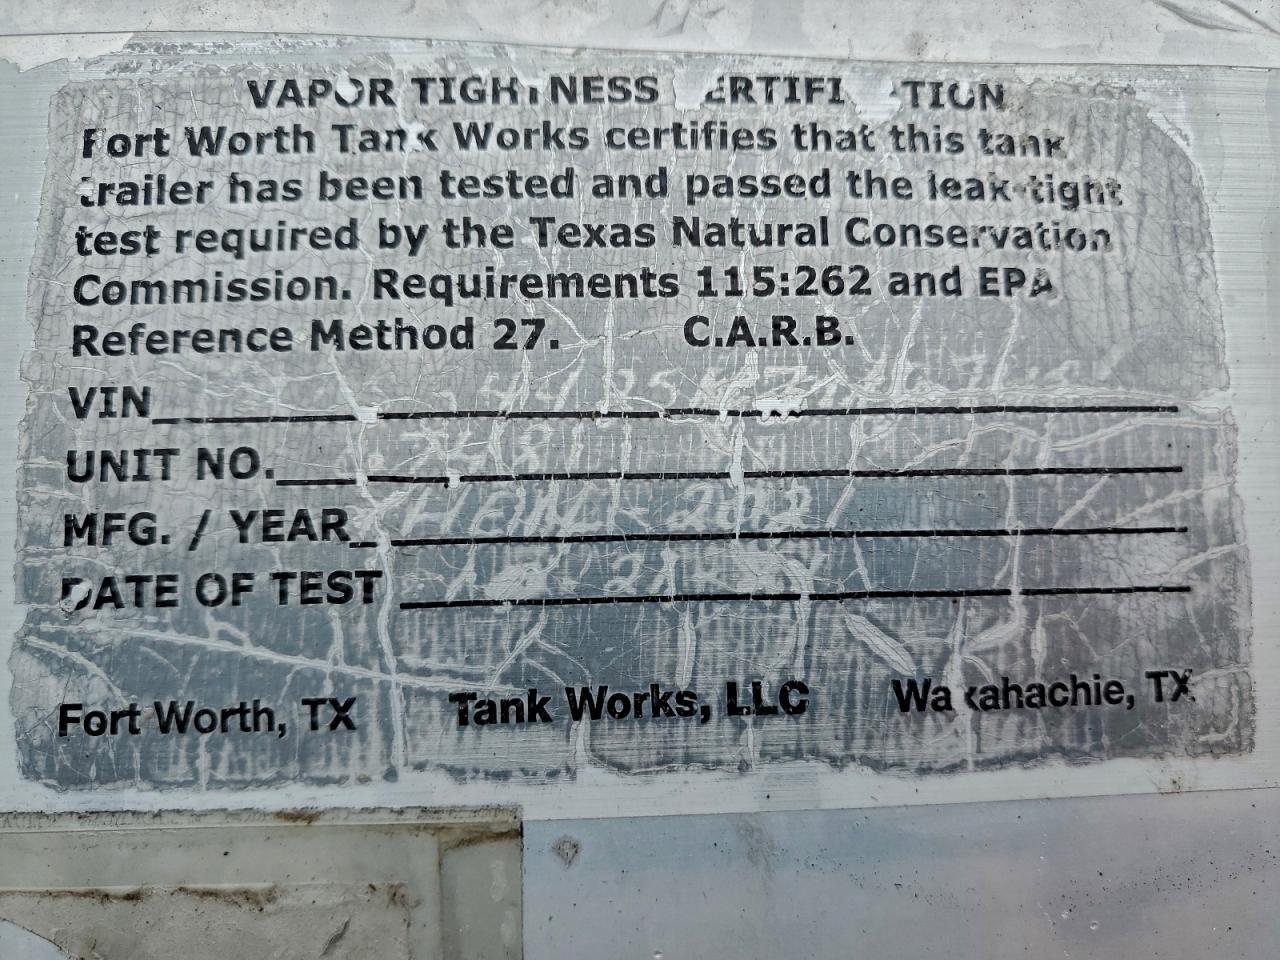 VAPOR TIGHTNESS CERTIFICATION
Fort Worth Tank Works certifies that this tank
trailer has been tested and passed the leak-tight
test required by the Texas Natural Conservation
Commission. Requirements 115:262 and EPA
Reference Method 27. C.A.R.B.
VIN
UNIT NO.
MFG. / YEAR
DATE OF TEST
Fort Worth, TX Tank Works, LLC Waxahachie, TX